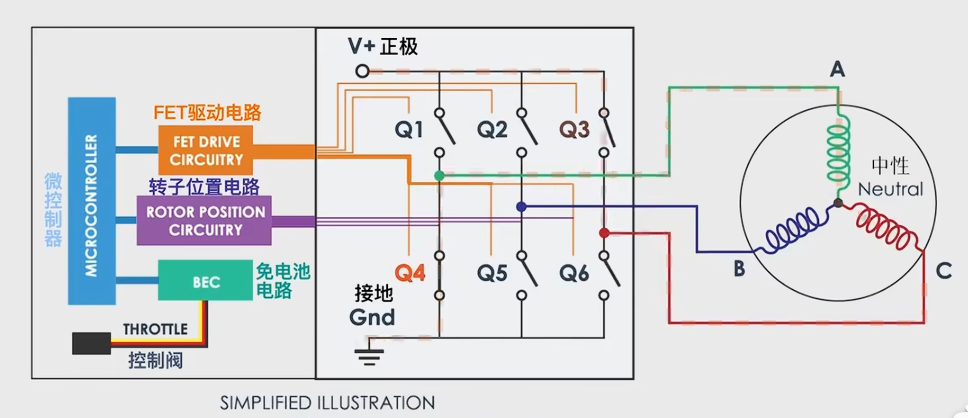 V+ 正极
A
FET驱动电路
FET DRIVE
CIRCUITRY
Q1
Q2
Q3
微控制器
MICROCONTROLLER
转子位置电路
ROTOR POSITION
CIRCUITRY
中性
Neutral
BEC
免电池
电路
Q4
Q5
Q6
B
C
接地
Gnd
THROTTLE
控制阀
SIMPLIFIED ILLUSTRATION